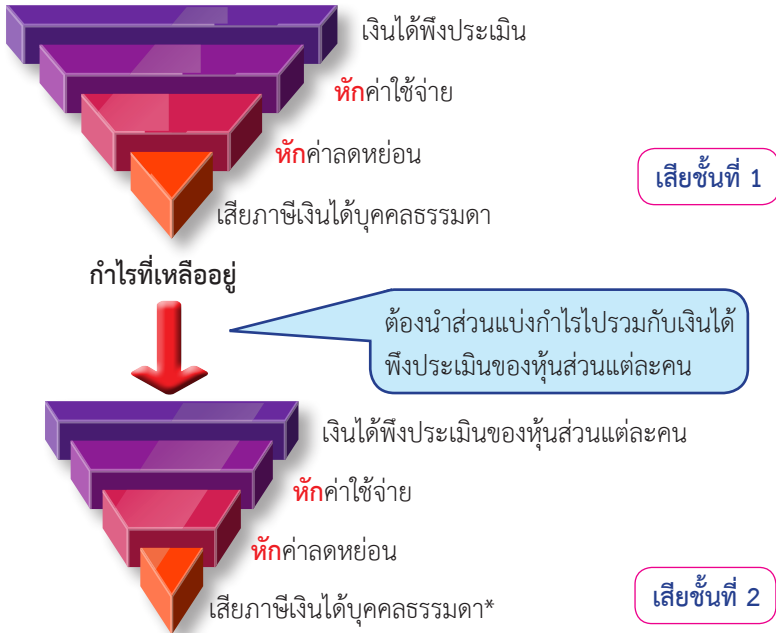 เงินได้พึงประเมิน
หักค่าใช้จ่าย
หักค่าลดหย่อน
เสียชั้นที่ 1
เสียภาษีเงินได้บุคคลธรรมดา
กำไรที่เหลืออยู่
ต้องนำส่วนแบ่งกำไรไปรวมกับเงินได้
พึงประเมินของหุ้นส่วนแต่ละคน
เงินได้พึงประเมินของหุ้นส่วนแต่ละคน
หักค่าใช้จ่าย
หักค่าลดหย่อน
เสียชั้นที่ 2
เสียภาษีเงินได้บุคคลธรรมดา*